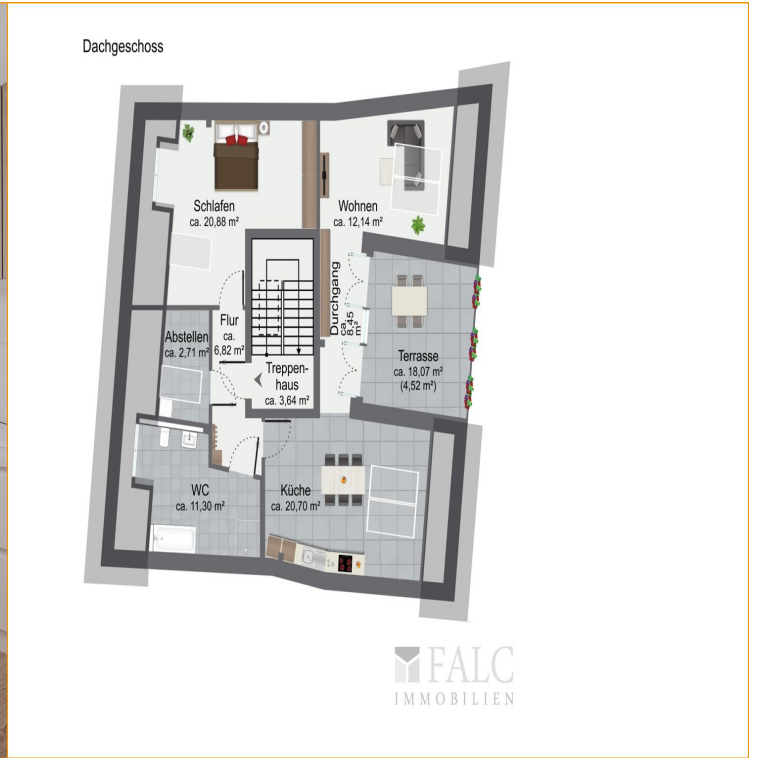 Dachgeschoss
Schlafen
ca. 20,88 m²
Wohnen
ca. 12,14 m²
Durchgang
ca.
8,45
m²
Flur
ca.
6,82 m²
Abstellen
ca. 2,71 m²
Treppen-
haus
ca. 3,64 m²
Terrasse
ca. 18,07 m²
(4,52 m²)
WC
ca. 11,30 m²
Küche
ca. 20,70 m²
FALC
IMMOBILIEN